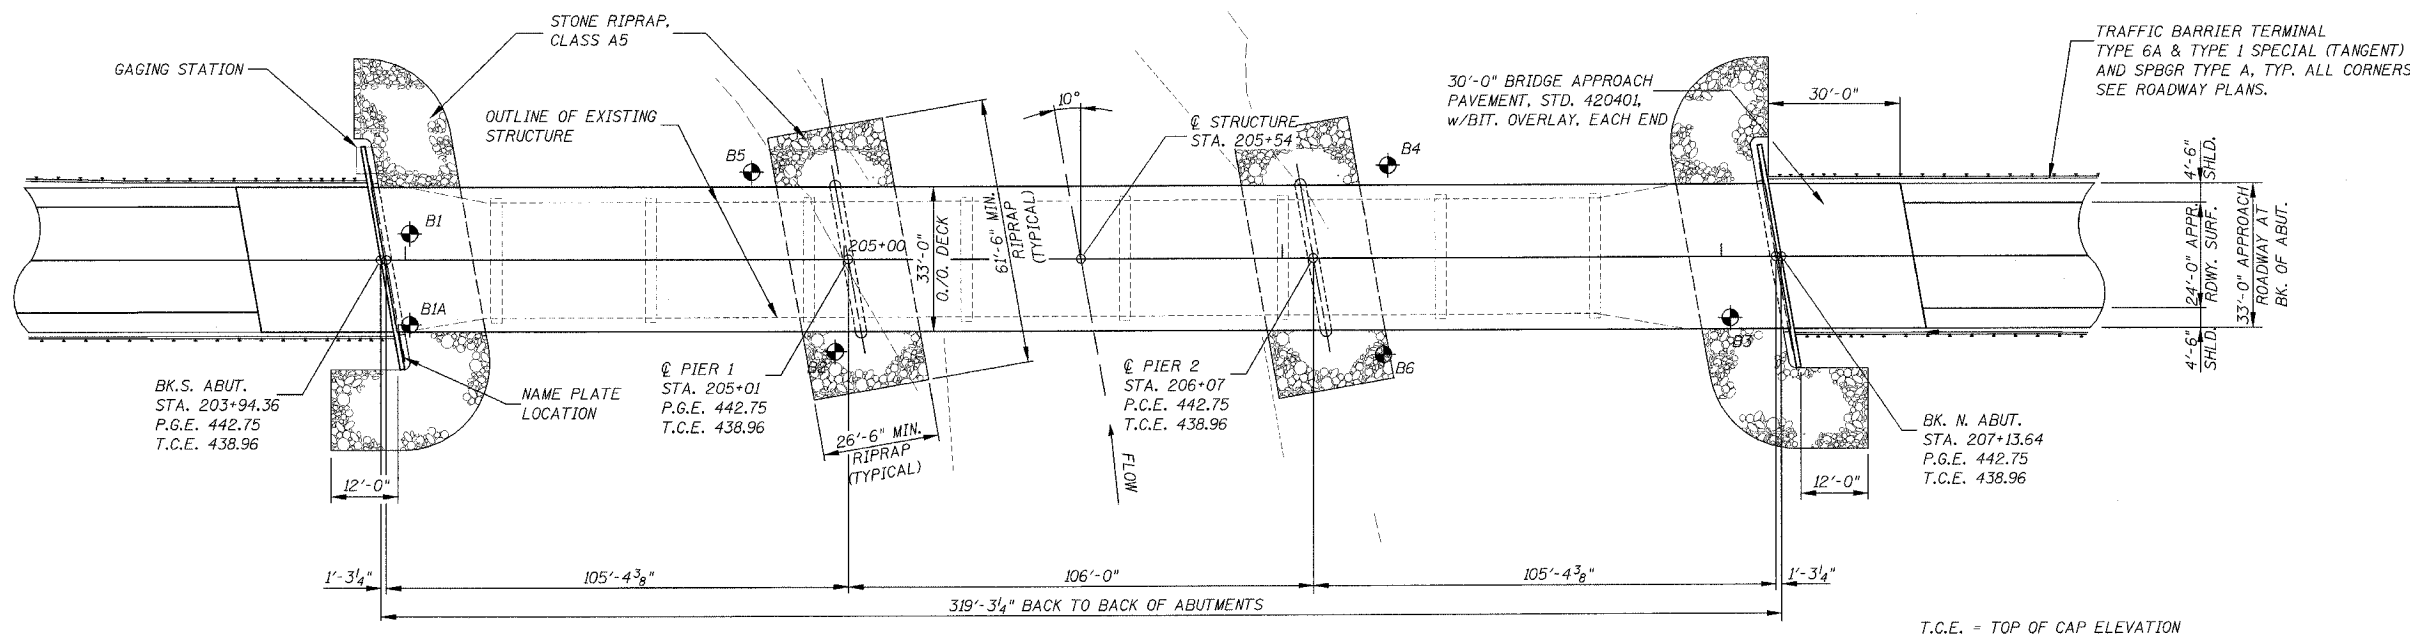 STONE RIPRAP,
CLASS A5
GAGING STATION
OUTLINE OF EXISTING
STRUCTURE
TRAFFIC BARRIER TERMINAL
TYPE 6A & TYPE 1 SPECIAL (TANGENT)
AND SPBGR TYPE A, TYP. ALL CORNERS
SEE ROADWAY PLANS.
30'-0" BRIDGE APPROACH
PAVEMENT, STD. 420401,
w/BIT. OVERLAY, EACH END
30'-0"
10°
℄ STRUCTURE
STA. 205+54
B5
B4
B1
B1A
B3
B6
205+00
33'-0"
O./O. DECK
61'-6" MIN.
RIPRAP
(TYPICAL)
4'-6"
SHLD.
24'-0" APPR.
RDWY. SURF.
4'-6"
SHLD.
33'-0" APPROACH
ROADWAY AT
BK. OF ABUT.
BK.S. ABUT.
STA. 203+94.36
P.G.E. 442.75
T.C.E. 438.96
NAME PLATE
LOCATION
℄ PIER 1
STA. 205+01
P.G.E. 442.75
T.C.E. 438.96
26'-6" MIN.
RIPRAP
(TYPICAL)
FLOW
℄ PIER 2
STA. 206+07
P.C.E. 442.75
T.C.E. 438.96
BK. N. ABUT.
STA. 207+13.64
P.G.E. 442.75
T.C.E. 438.96
12'-0"
12'-0"
1'-3¼"
105'-4⅜"
106'-0"
105'-4⅜"
1'-3¼"
319'-3¼" BACK TO BACK OF ABUTMENTS
T.C.E. = TOP OF CAP ELEVATION